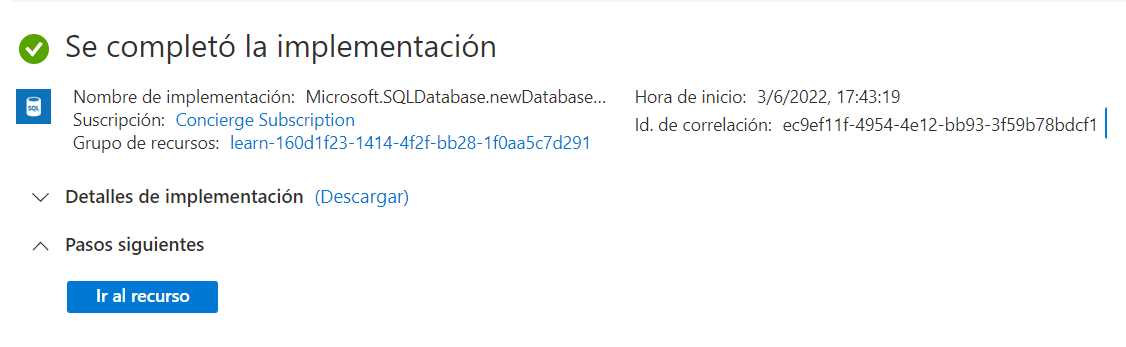 Se completó la implementación
SQL
Nombre de implementación: Microsoft.SQLDatabase.newDatabase...
Suscripción: Concierge Subscription
Grupo de recursos: learn-160d1f23-1414-4f2f-bb28-1f0aa5c7d291
Hora de inicio: 3/6/2022, 17:43:19
Id. de correlación: ec9ef11f-4954-4e12-bb93-3f59b78bdcf1
Detalles de implementación (Descargar)
Pasos siguientes
Ir al recurso